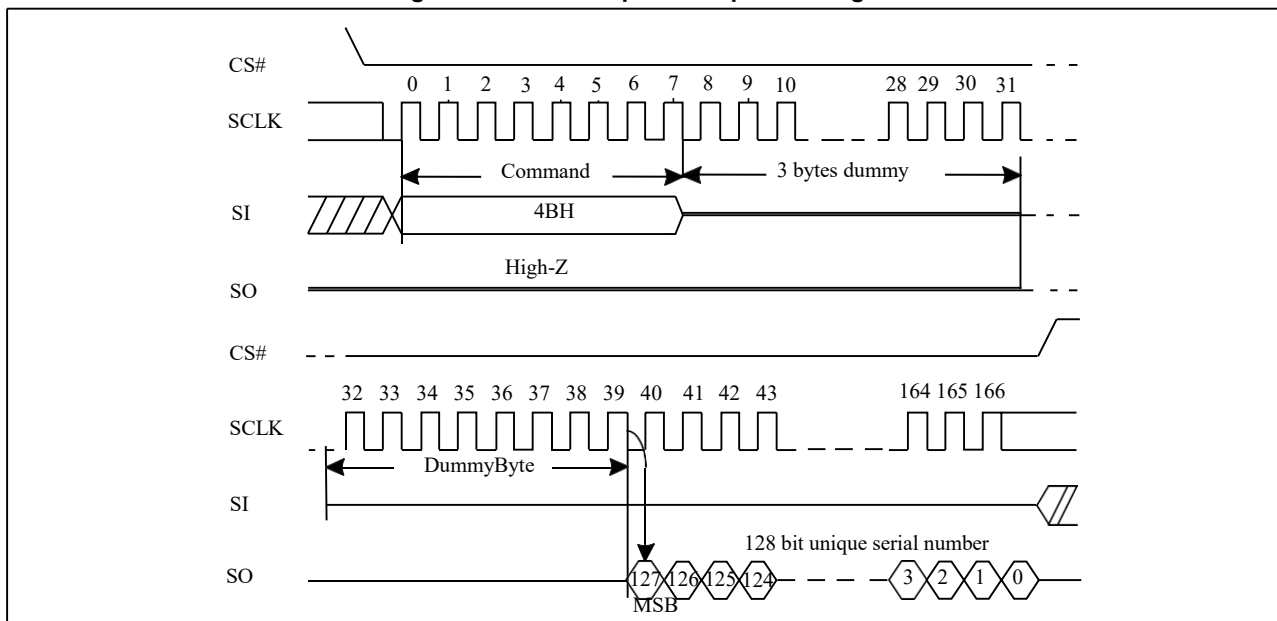 CS#
0 1 2 3 4 5 6 7 8 9 10 28 29 30 31
SCLK
Command 3 bytes dummy
SI 4BH
High-Z
SO
CS#
32 33 34 35 36 37 38 39 40 41 42 43 164 165 166
SCLK
DummyByte
SI
128 bit unique serial number
SO 127 126 125 124 3 2 1 0
MSB